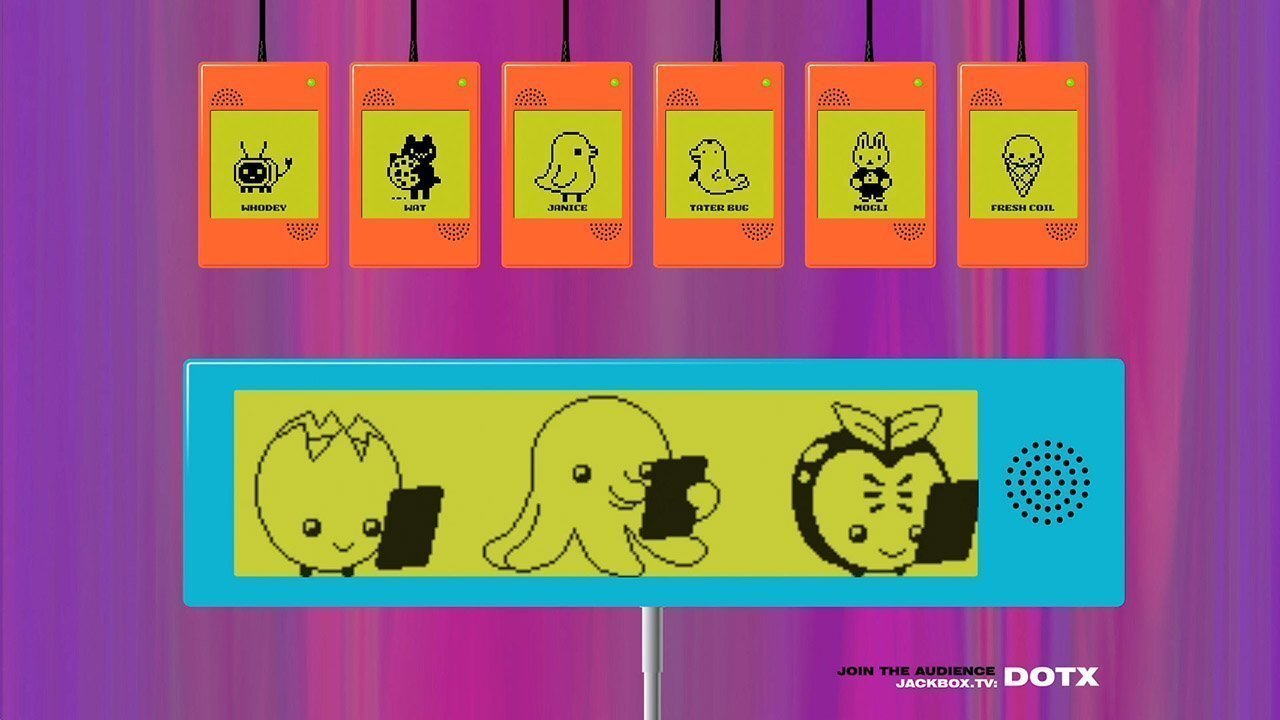 WHODEY
WAT
JANICE
TATER BUG
MOGLI
FRESH COIL
JOIN THE AUDIENCE
JACKBOX.TV: DOTX